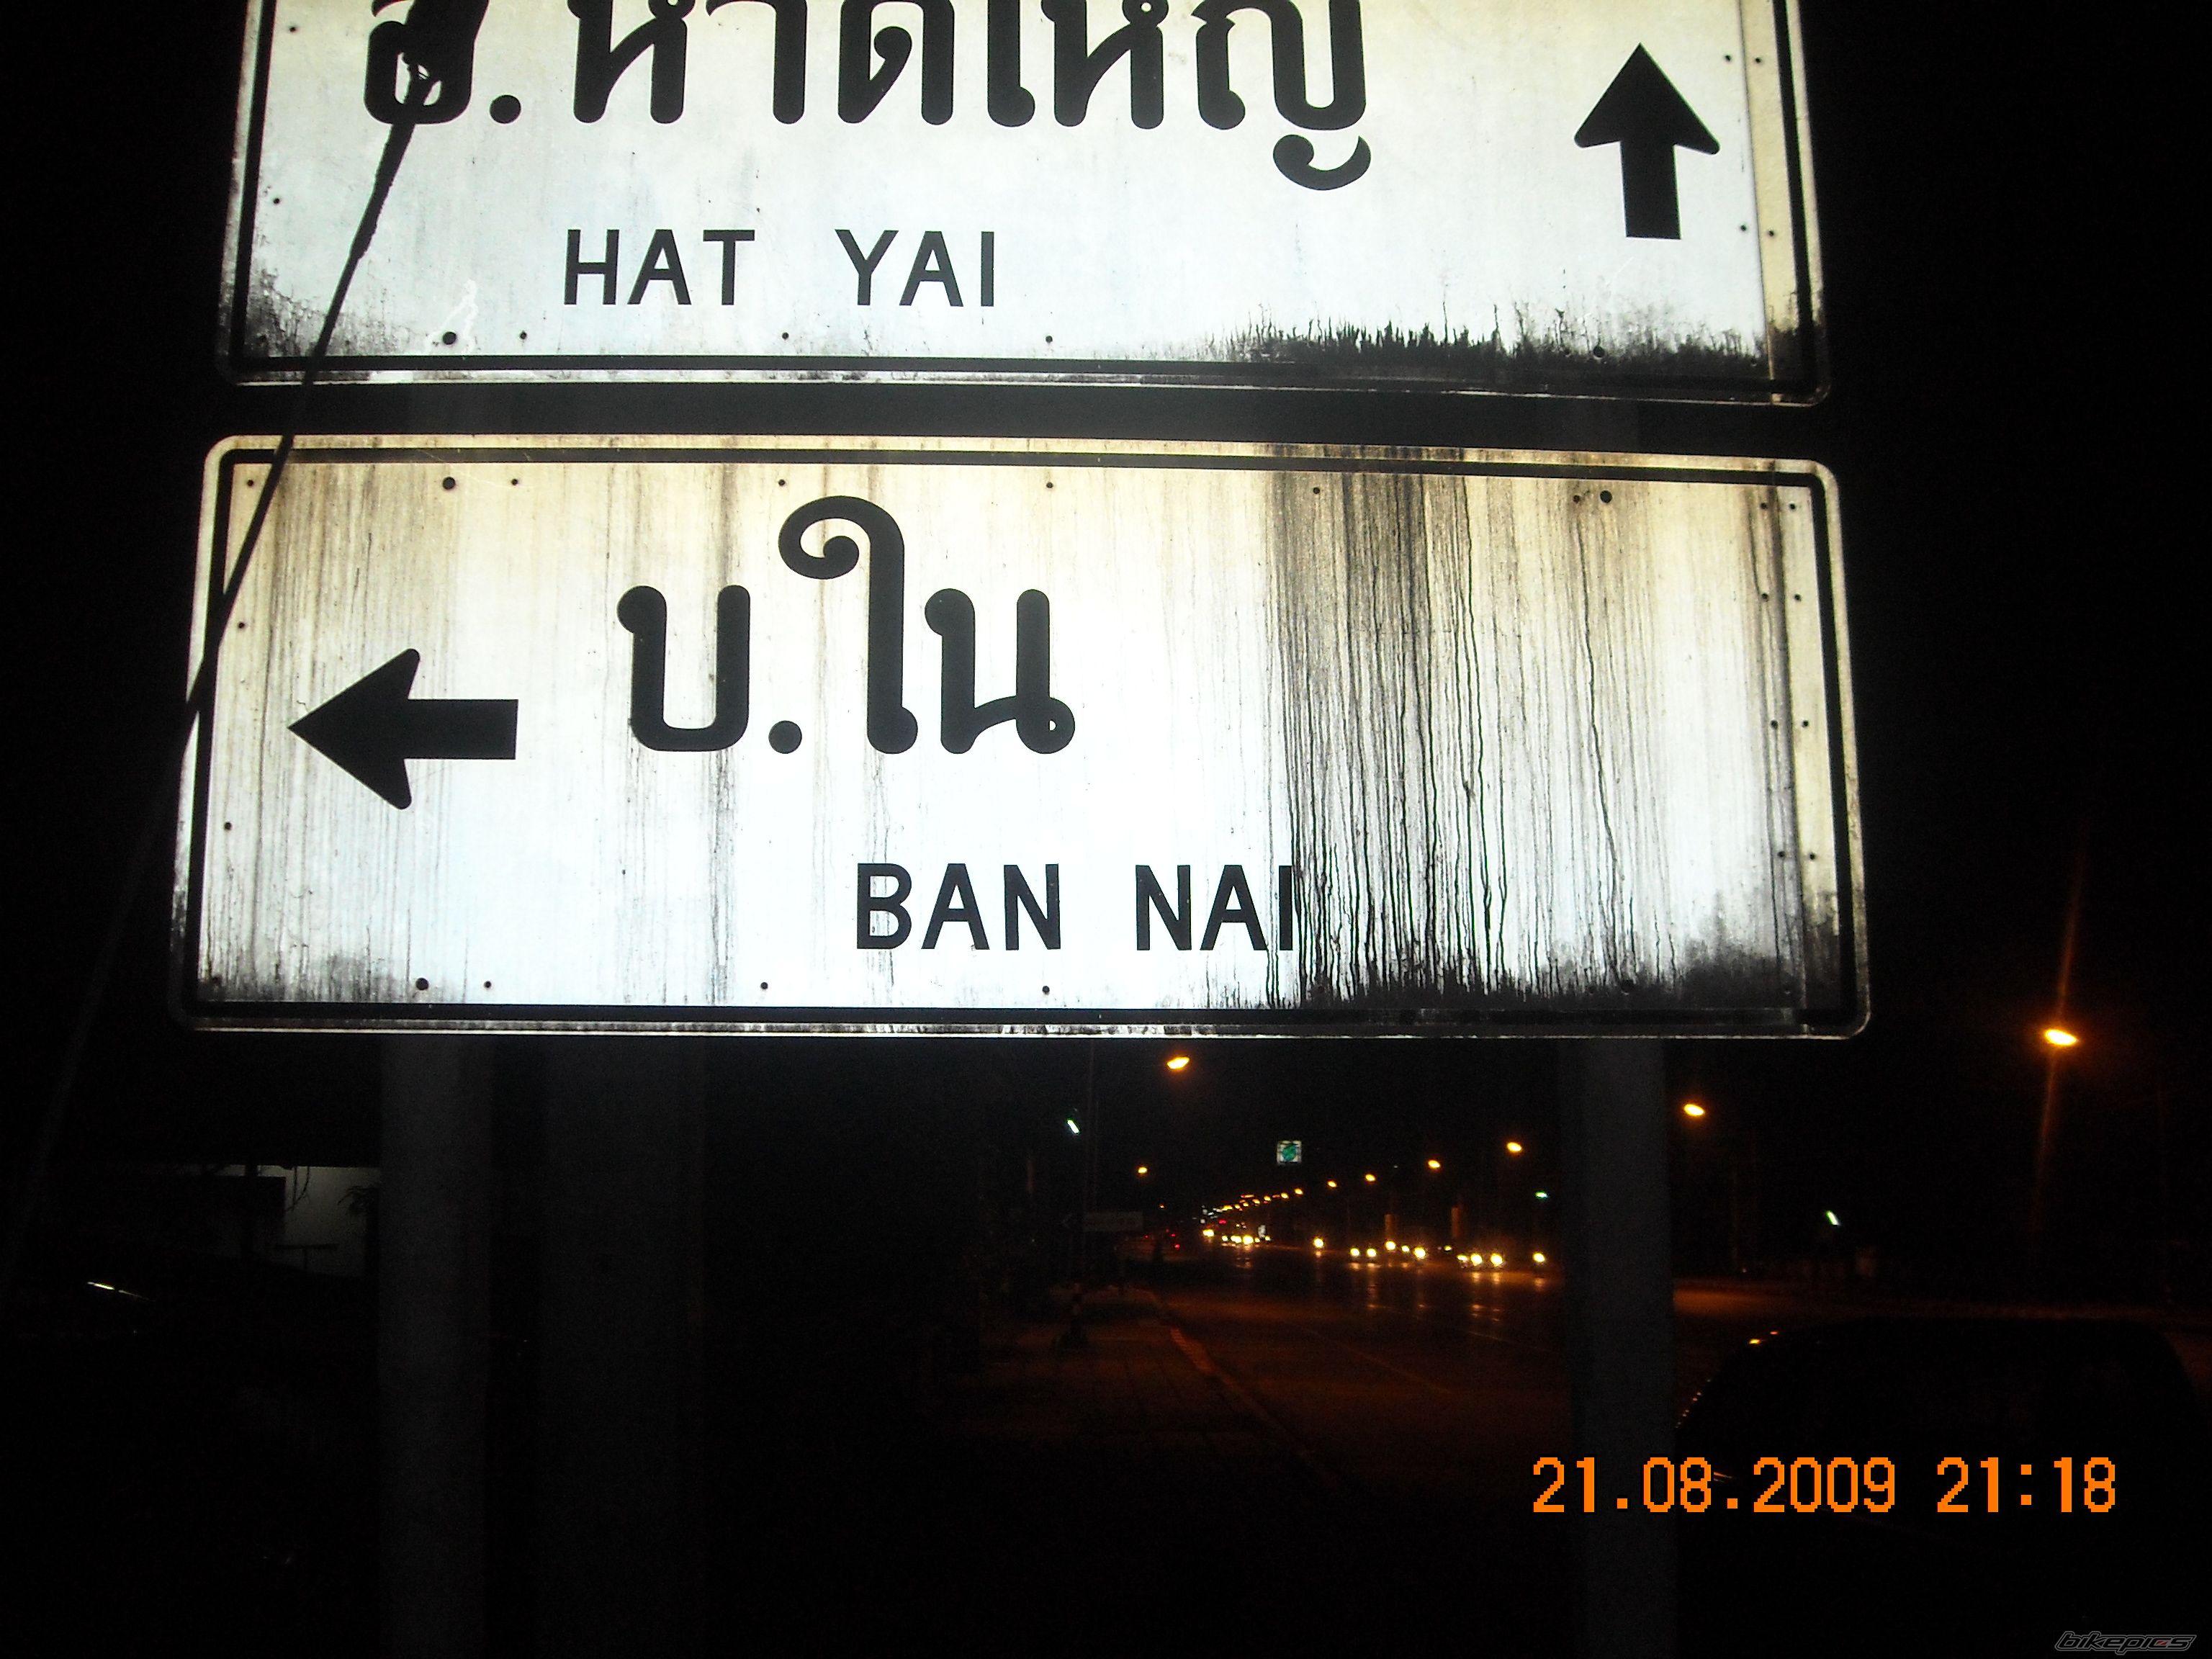 อ.หาดใหญ่
HAT YAI
บ.ใน
BAN NAI
21.08.2009 21:18
bikepics